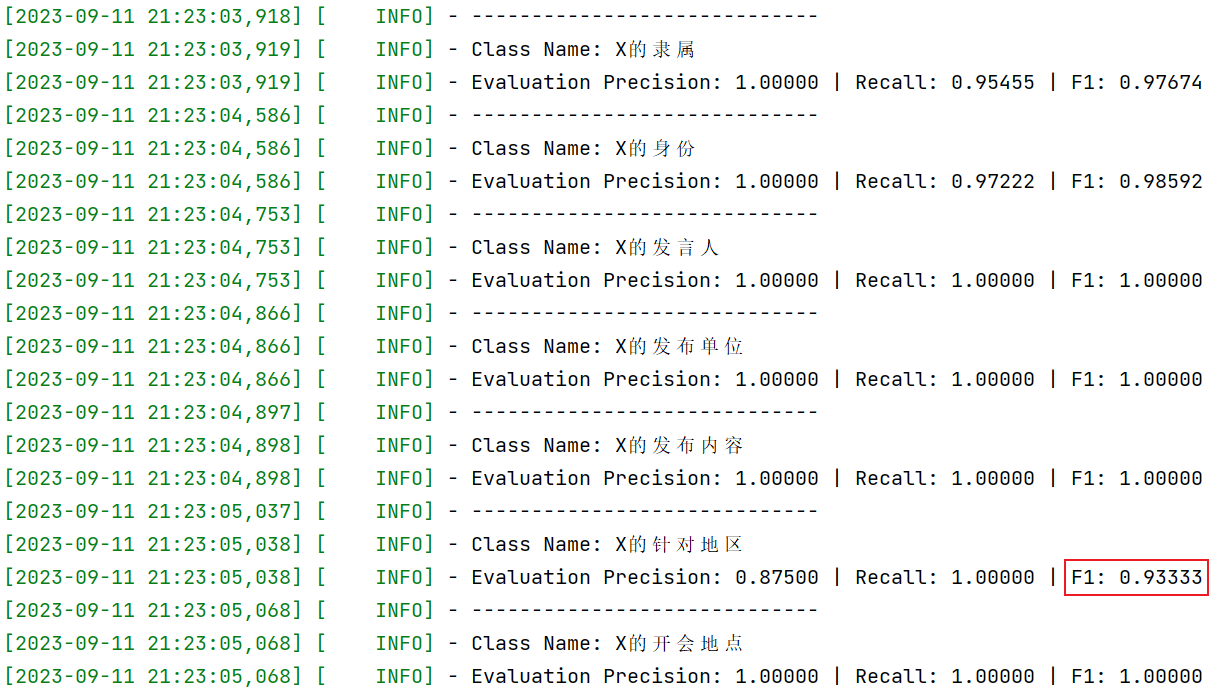 [2023-09-11 21:23:03,918] [    INFO] - -----------------------------
[2023-09-11 21:23:03,919] [    INFO] - Class Name: X的隶属
[2023-09-11 21:23:03,919] [    INFO] - Evaluation Precision: 1.00000 | Recall: 0.95455 | F1: 0.97674
[2023-09-11 21:23:04,586] [    INFO] - -----------------------------
[2023-09-11 21:23:04,586] [    INFO] - Class Name: X的身份
[2023-09-11 21:23:04,586] [    INFO] - Evaluation Precision: 1.00000 | Recall: 0.97222 | F1: 0.98592
[2023-09-11 21:23:04,753] [    INFO] - -----------------------------
[2023-09-11 21:23:04,753] [    INFO] - Class Name: X的发言人
[2023-09-11 21:23:04,753] [    INFO] - Evaluation Precision: 1.00000 | Recall: 1.00000 | F1: 1.00000
[2023-09-11 21:23:04,866] [    INFO] - -----------------------------
[2023-09-11 21:23:04,866] [    INFO] - Class Name: X的发布单位
[2023-09-11 21:23:04,866] [    INFO] - Evaluation Precision: 1.00000 | Recall: 1.00000 | F1: 1.00000
[2023-09-11 21:23:04,897] [    INFO] - -----------------------------
[2023-09-11 21:23:04,898] [    INFO] - Class Name: X的发布内容
[2023-09-11 21:23:04,898] [    INFO] - Evaluation Precision: 1.00000 | Recall: 1.00000 | F1: 1.00000
[2023-09-11 21:23:05,037] [    INFO] - -----------------------------
[2023-09-11 21:23:05,038] [    INFO] - Class Name: X的针对地区
[2023-09-11 21:23:05,038] [    INFO] - Evaluation Precision: 0.87500 | Recall: 1.00000 | F1: 0.93333
[2023-09-11 21:23:05,068] [    INFO] - -----------------------------
[2023-09-11 21:23:05,068] [    INFO] - Class Name: X的开会地点
[2023-09-11 21:23:05,068] [    INFO] - Evaluation Precision: 1.00000 | Recall: 1.00000 | F1: 1.00000